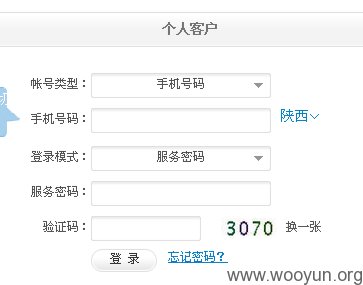 个人客户
帐号类型： 手机号码
手机号码： 陕西
登录模式： 服务密码
服务密码：
验证码： 3070 换一张
登 录 忘记密码？
www.wooyun.org